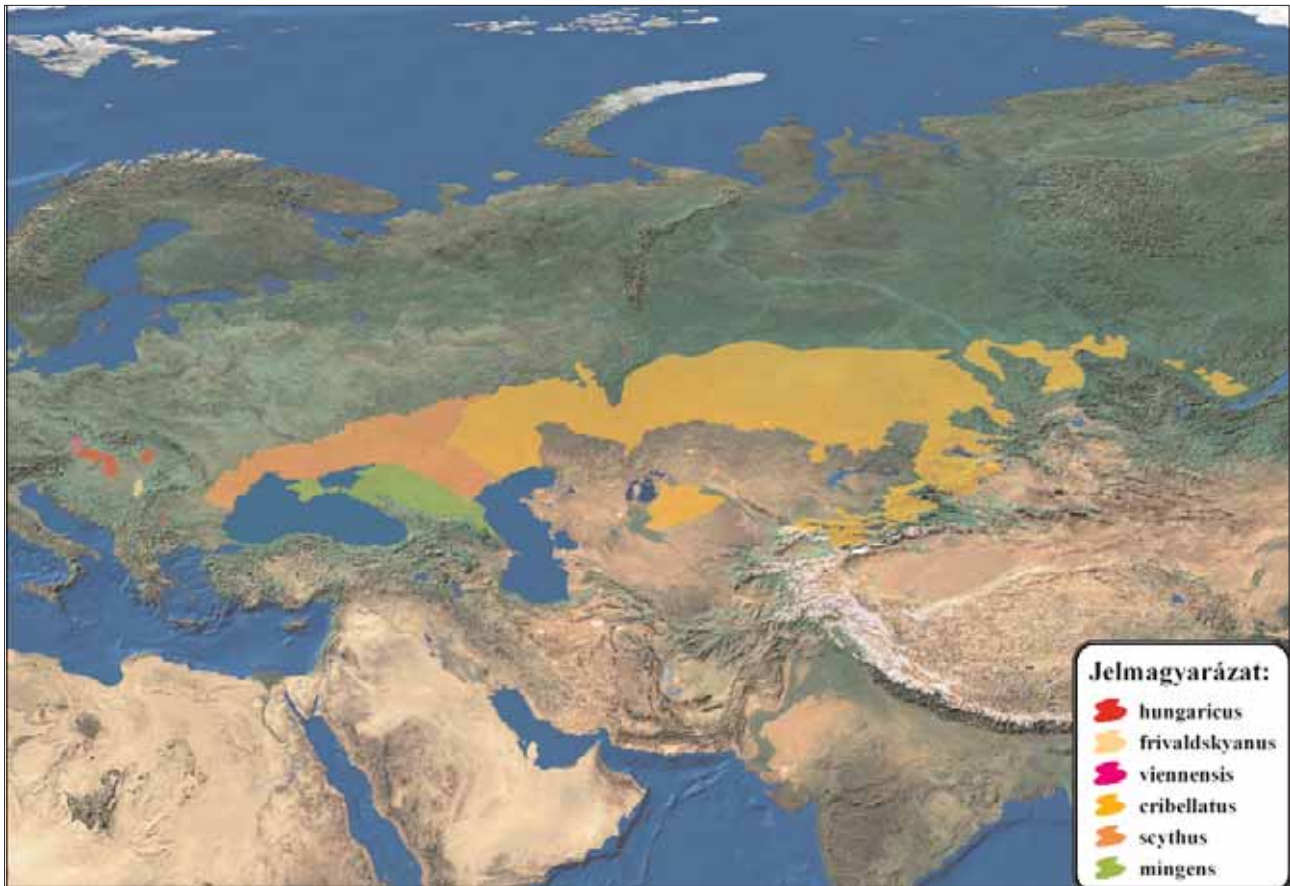 Jelmagyarázat:
hungaricus
frivaldskyanus
viennensis
cribellatus
scythus
mingens